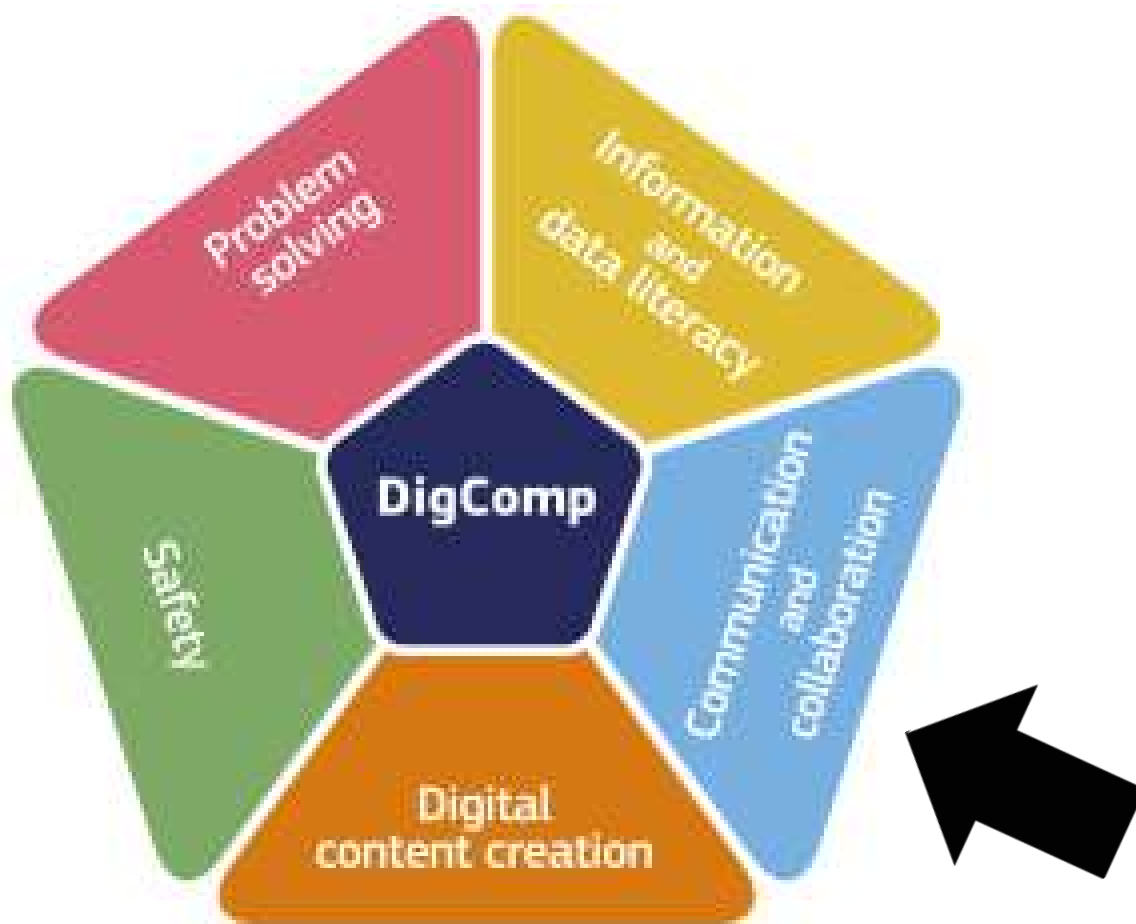 Problem
solving
Information
and
data literacy
DigComp
Communication
and
collaboration
Safety
Digital
content creation